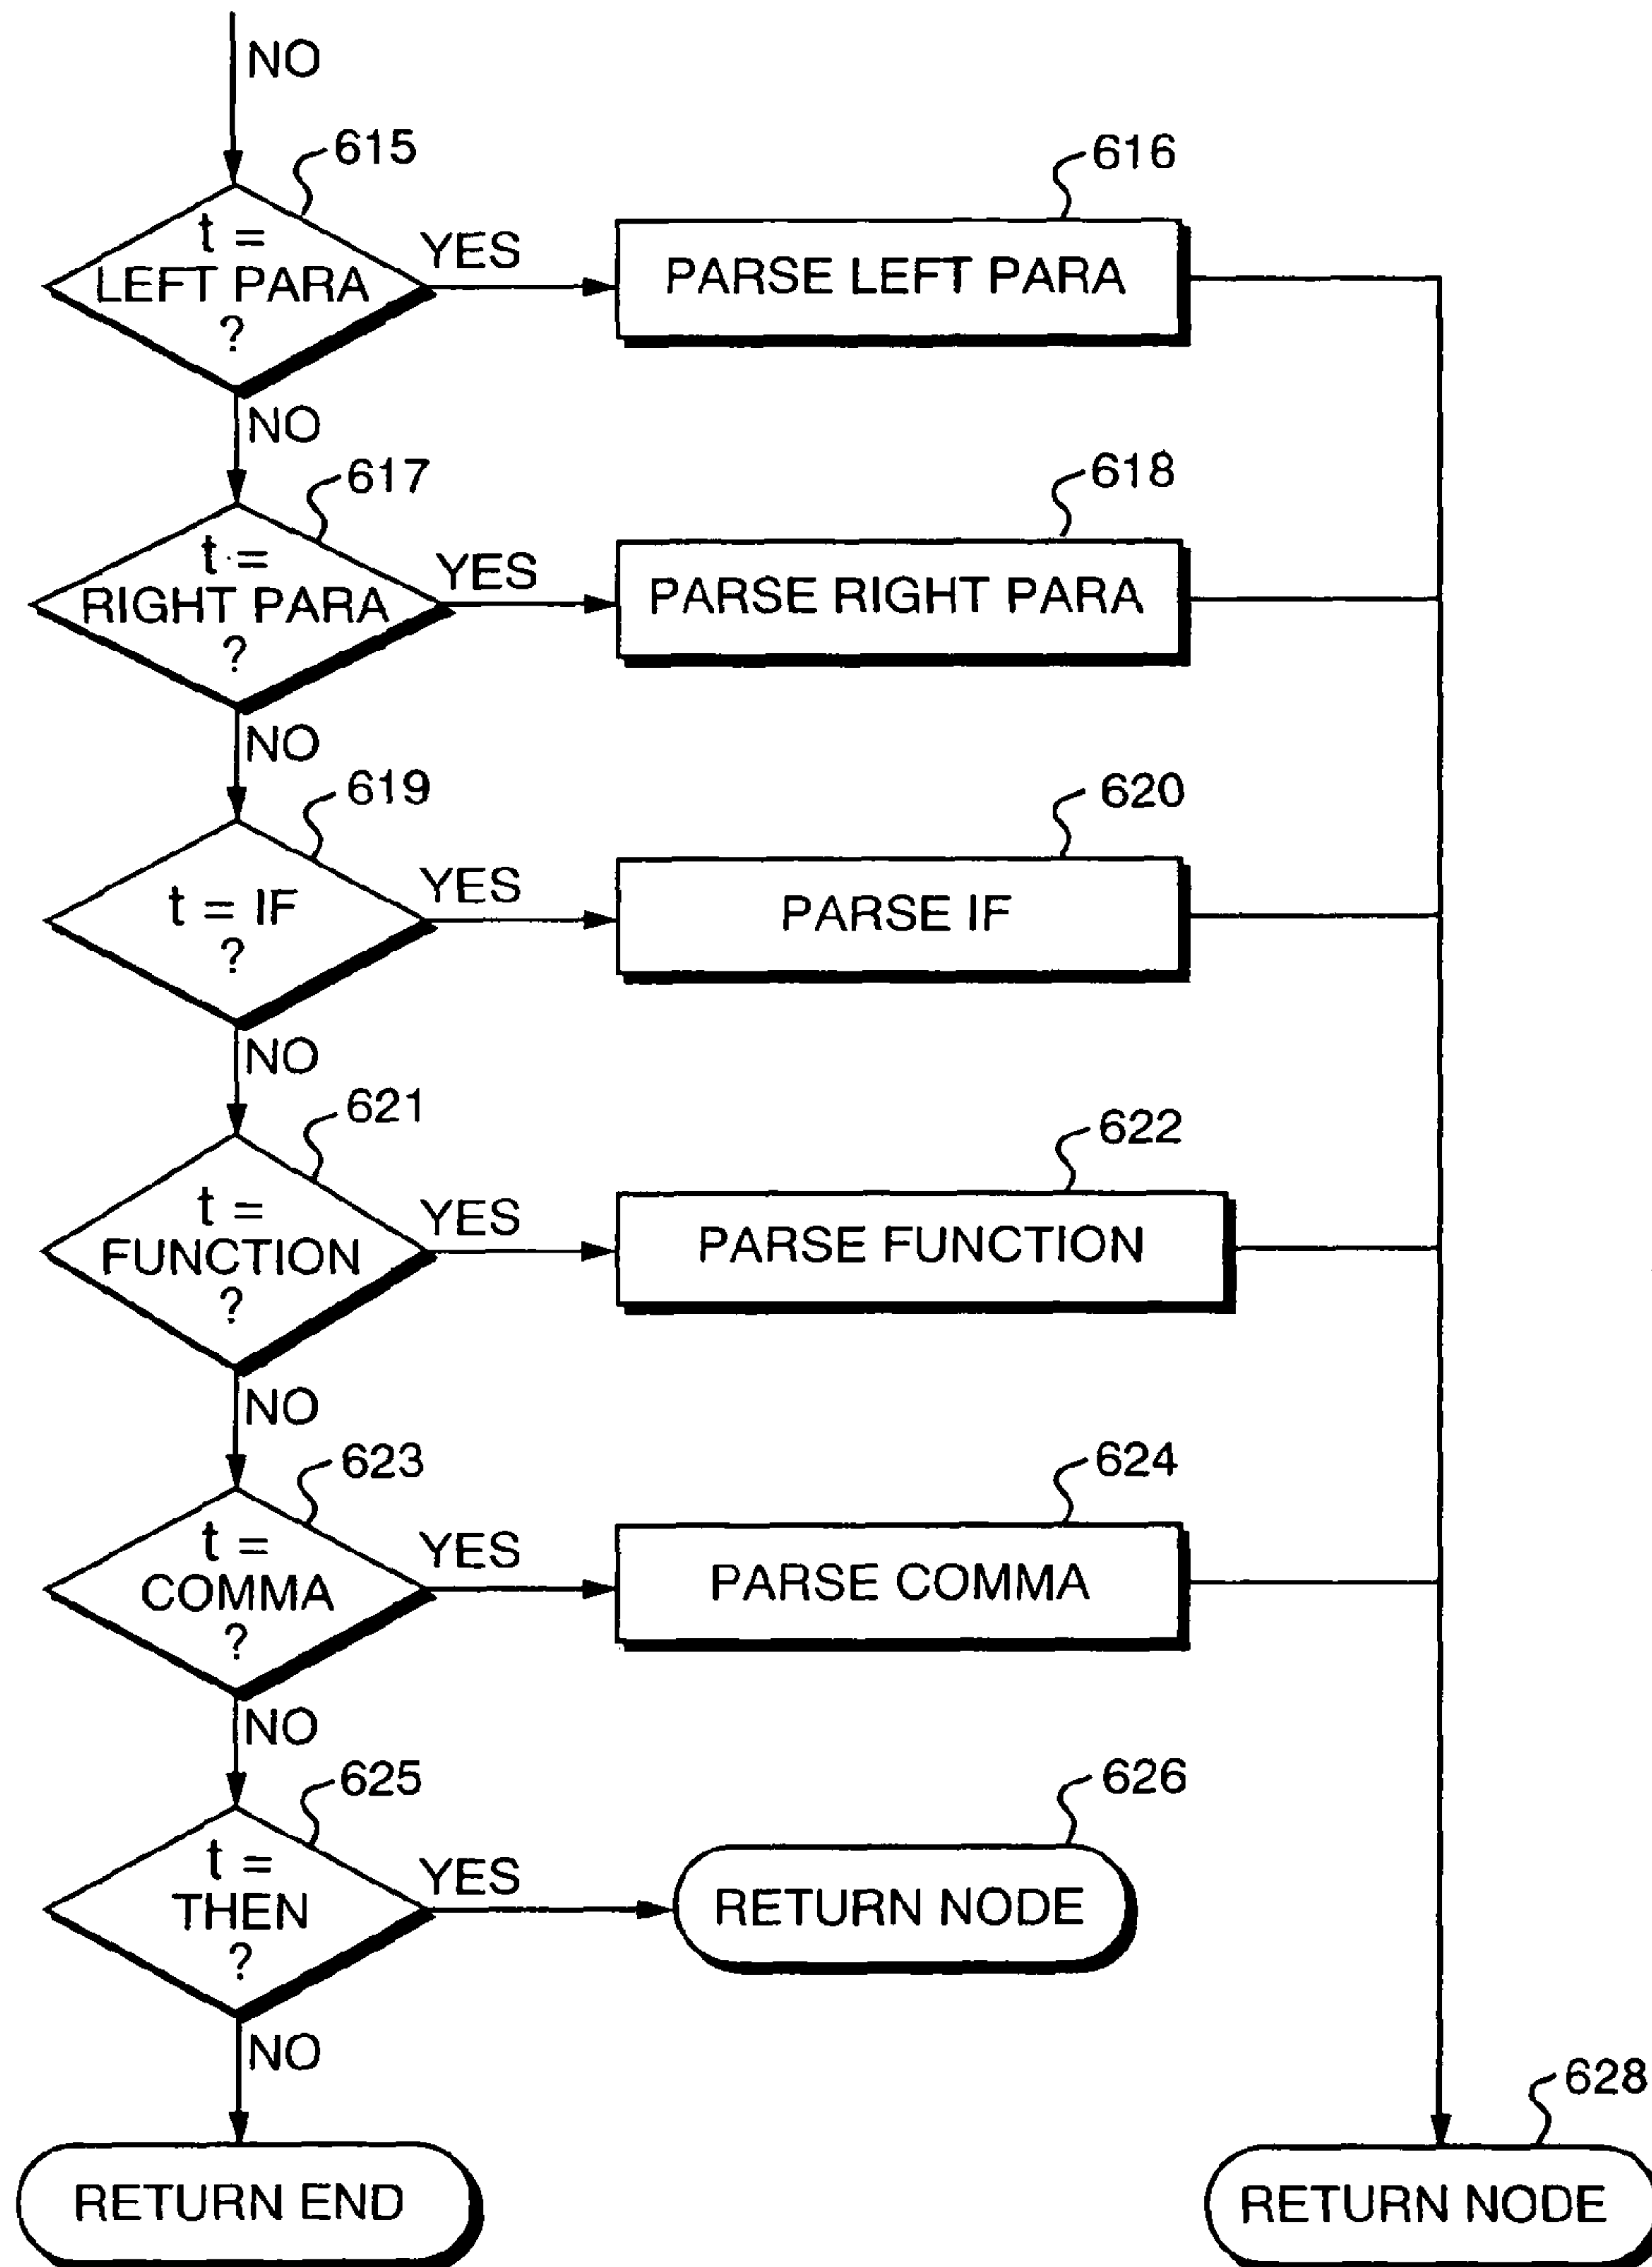 NO
615
616
t =
LEFT PARA
?
YES
PARSE LEFT PARA
NO
617
618
t =
RIGHT PARA
?
YES
PARSE RIGHT PARA
NO
619
620
t = IF
?
YES
PARSE IF
NO
621
622
t =
FUNCTION
?
YES
PARSE FUNCTION
NO
623
624
t =
COMMA
?
YES
PARSE COMMA
NO
625
626
t =
THEN
?
YES
RETURN NODE
NO
628
RETURN END
RETURN NODE